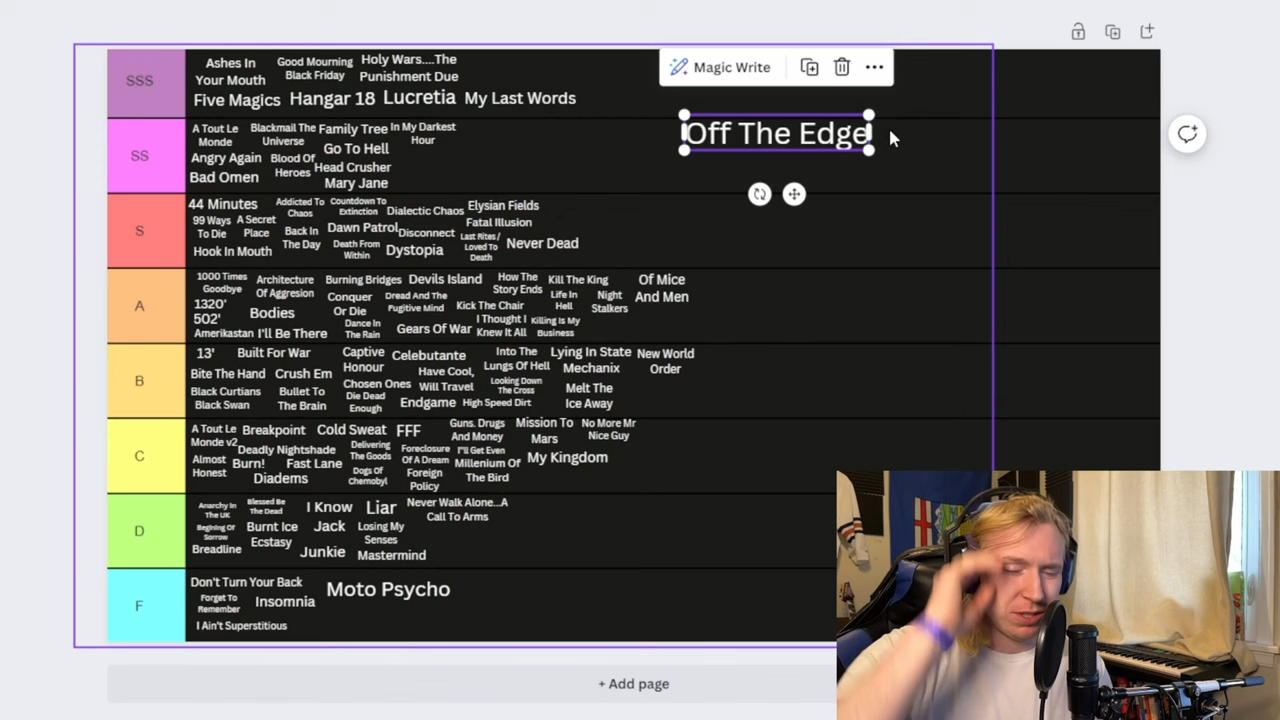 Magic Write
SSS
Ashes In
Your Mouth
Good Mourning
Black Friday
Holy Wars....The
Punishment Due
Five Magics
Hangar 18
Lucretia
My Last Words
Off The Edge
SS
A Tout Le
Monde
Blackmail The
Universe
Family Tree
In My Darkest
Hour
Go To Hell
Angry Again
Blood Of
Heroes
Head Crusher
Bad Omen
Mary Jane
S
44 Minutes
Addicted To
Chaos
Countdown To
Extinction
Dialectic Chaos
Elysian Fields
99 Ways
To Die
A Secret
Place
Back In
The Day
Dawn Patrol
Disconnect
Fatal Illusion
Hook In Mouth
Death From
Within
Dystopia
Last Rites /
Loved To
Death
Never Dead
A
1000 Times
Goodbye
Architecture
Of Aggresion
Burning Bridges
Devils Island
How The
Story Ends
Kill The King
Of Mice
And Men
1320'
502'
Bodies
Conquer
Or Die
Dread And The
Fugitive Mind
Kick The Chair
Life In
Hell
Night
Stalkers
Amerikastan
I'll Be There
Dance In
The Rain
Gears Of War
I Thought I
Knew It All
Killing Is My
Business
B
13'
Built For War
Captive
Honour
Celebutante
Into The
Lungs Of Hell
Lying In State
New World
Order
Bite The Hand
Crush Em
Have Cool,
Will Travel
Mechanix
Black Curtians
Black Swan
Bullet To
The Brain
Chosen Ones
Die Dead
Enough
Endgame
Looking Down
The Cross
High Speed Dirt
Melt The
Ice Away
C
A Tout Le
Monde v2
Breakpoint
Cold Sweat
FFF
Guns. Drugs
And Money
Mission To
Mars
No More Mr
Nice Guy
Almost
Honest
Deadly Nightshade
Burn!
Fast Lane
Diadems
Delivering
The Goods
Dogs Of
Chernobyl
Foreclosure
Of A Dream
Foreign
Policy
I'll Get Even
Millenium Of
The Bird
My Kingdom
D
Anarchy In
The UK
Blessed Be
The Dead
I Know
Liar
Never Walk Alone...A
Call To Arms
Begining Of
Sorrow
Burnt Ice
Jack
Losing My
Senses
Breadline
Ecstasy
Junkie
Mastermind
F
Don't Turn Your Back
Moto Psycho
Forget To
Remember
Insomnia
I Ain't Superstitious
+ Add page